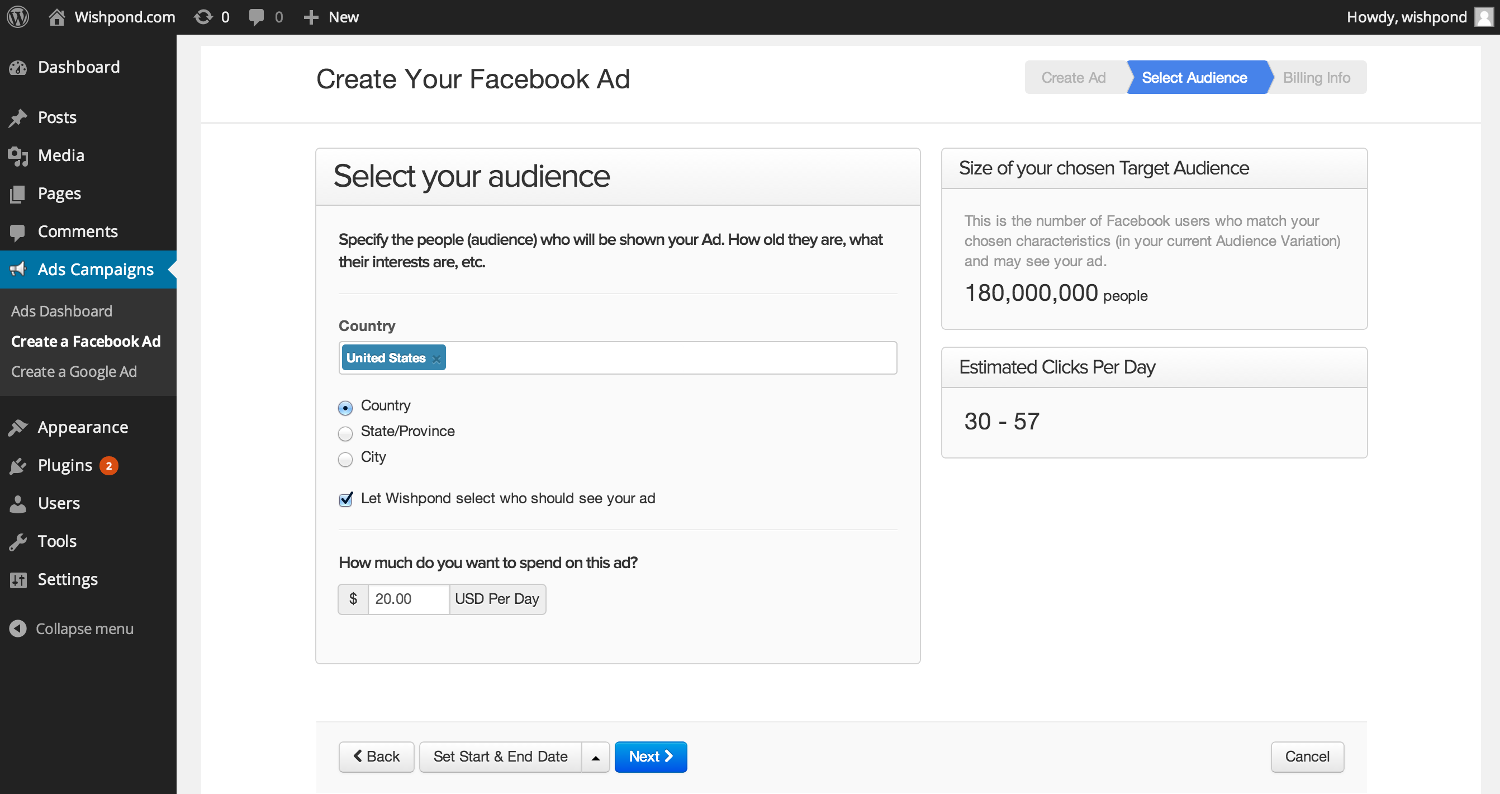 Wishpond.com 0 0 New Howdy, wishpond
Dashboard
Posts
Media
Pages
Comments
Ads Campaigns
Ads Dashboard
Create a Facebook Ad
Create a Google Ad
Appearance
Plugins 2
Users
Tools
Settings
Collapse menu
Create Your Facebook Ad
Create Ad Select Audience Billing Info
Select your audience
Specify the people (audience) who will be shown your Ad. How old they are, what
their interests are, etc.
Country
United States ×
Country
State/Province
City
Let Wishpond select who should see your ad
How much do you want to spend on this ad?
$ 20.00 USD Per Day
Size of your chosen Target Audience
This is the number of Facebook users who match your
chosen characteristics (in your current Audience Variation)
and may see your ad.
180,000,000 people
Estimated Clicks Per Day
30 - 57
Back Set Start & End Date Next Cancel